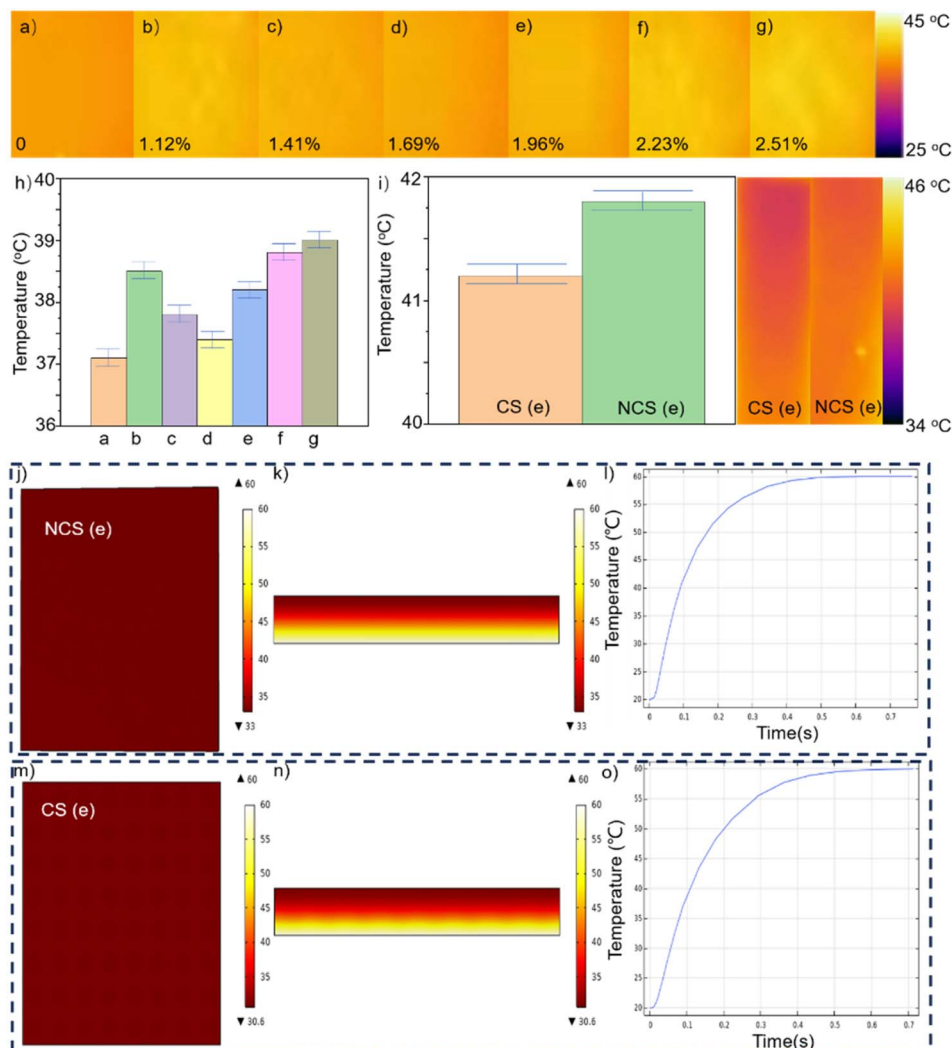 a) b) c) d) e) f) g) 45 °C
0 1.12% 1.41% 1.69% 1.96% 2.23% 2.51% 25 °C
h)
Temperature (°C)
40
39
38
37
36
a b c d e f g
i)
Temperature (°C)
42
41
40
CS (e) NCS (e)
46 °C
CS (e) NCS (e)
34 °C
j)
NCS (e)
▲ 60
60
55
50
45
40
35
▼ 33
k)
▲ 60
60
55
50
45
40
35
▼ 33
l)
Temperature (℃)
60
55
50
45
40
35
30
25
20
0 0.1 0.2 0.3 0.4 0.5 0.6 0.7
Time(s)
m)
CS (e)
▲ 60
60
55
50
45
40
35
▼ 30.6
n)
▲ 60
60
55
50
45
40
35
▼ 30.6
o)
Temperature (℃)
60
55
50
45
40
35
30
25
20
0 0.1 0.2 0.3 0.4 0.5 0.6 0.7
Time(s)